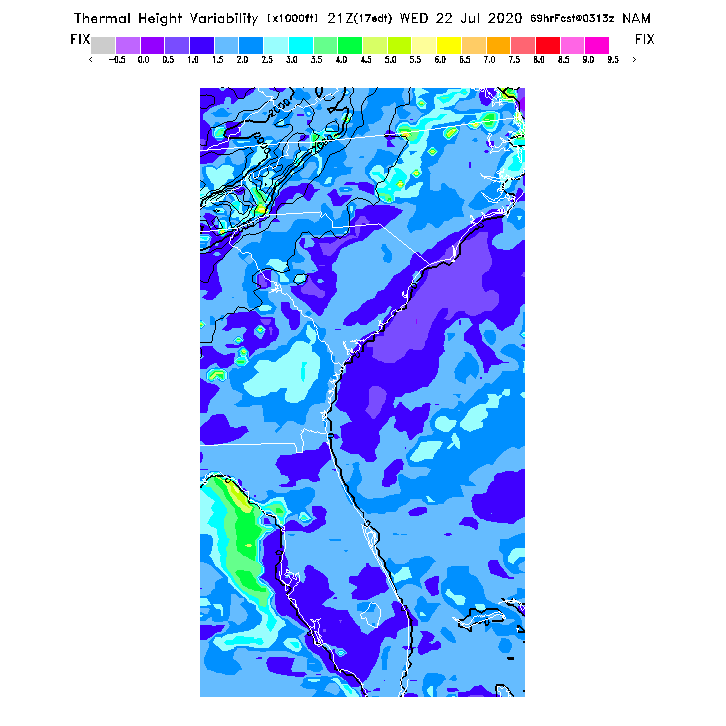 Thermal Height Variability [x1000ft] 21Z(17edt) WED 22 Jul 2020 69hrFcst@0313z NAM
FIX FIX
< -0.5 0.0 0.5 1.0 1.5 2.0 2.5 3.0 3.5 4.0 4.5 5.0 5.5 6.0 6.5 7.0 7.5 8.0 8.5 9.0 9.5 >
2000
2000